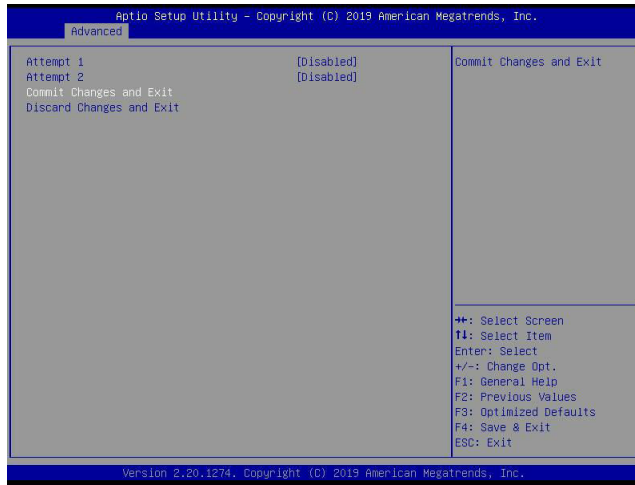 Aptio Setup Utility – Copyright (C) 2019 American Megatrends, Inc.
Advanced
Attempt 1 [Disabled]
Attempt 2 [Disabled]
Commit Changes and Exit
Discard Changes and Exit
Commit Changes and Exit
→←: Select Screen
↑↓: Select Item
Enter: Select
+/-: Change Opt.
F1: General Help
F2: Previous Values
F3: Optimized Defaults
F4: Save & Exit
ESC: Exit
Version 2.20.1274. Copyright (C) 2019 American Megatrends, Inc.